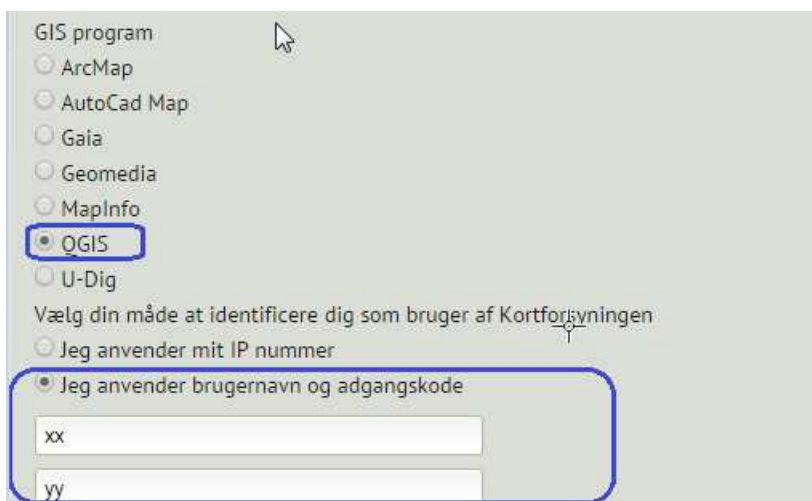 GIS program
ArcMap
AutoCad Map
Gaia
Geomedia
MapInfo
QGIS
U-Dig
Vælg din måde at identificere dig som bruger af Kortforsyningen
Jeg anvender mit IP nummer
Jeg anvender brugernavn og adgangskode
xx
yy